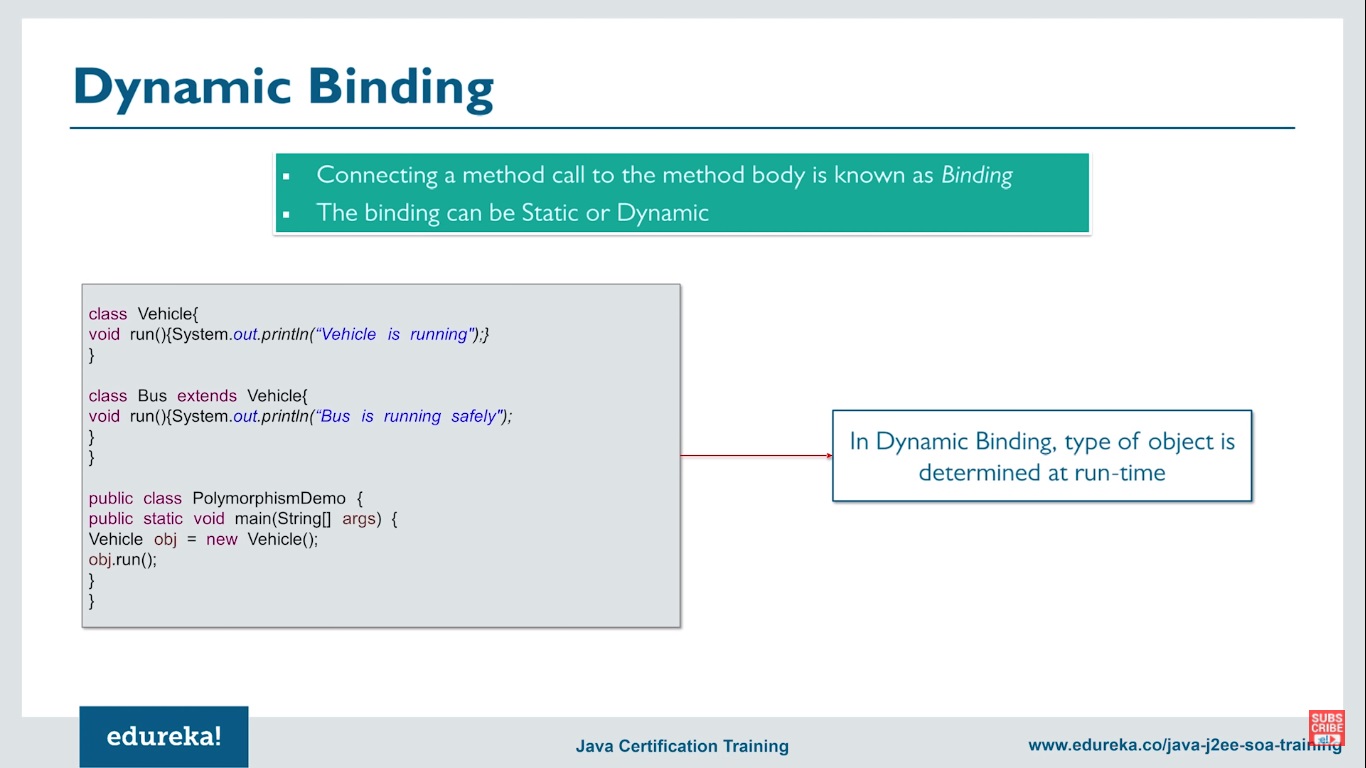 Dynamic Binding
Connecting a method call to the method body is known as Binding
The binding can be Static or Dynamic
class Vehicle{
void run(){System.out.println(“Vehicle is running");}
}
class Bus extends Vehicle{
void run(){System.out.println(“Bus is running safely");
}
}
public class PolymorphismDemo {
public static void main(String[] args) {
Vehicle obj = new Vehicle();
obj.run();
}
}
In Dynamic Binding, type of object is
determined at run-time
edureka!
Java Certification Training
www.edureka.co/java-j2ee-soa-training
SUBS
CRIBE